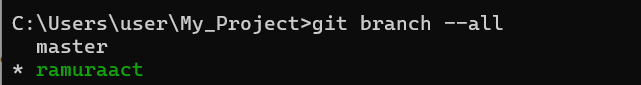 C:\Users\user\My_Project>git branch --all
master
* ramuraact